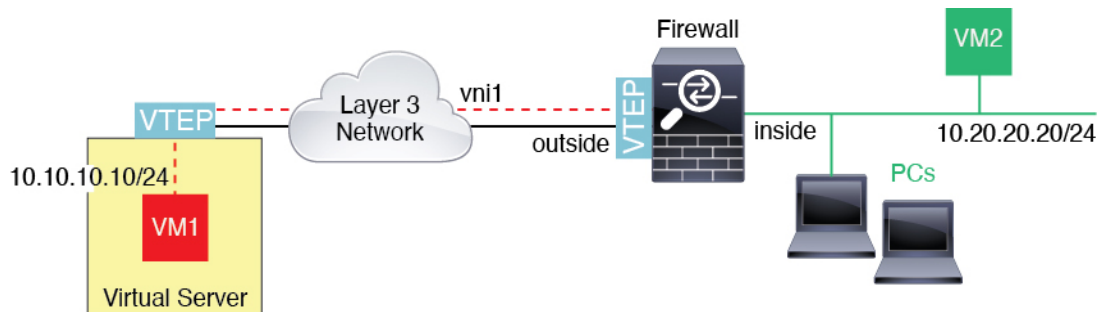 Firewall
VM2
Layer 3
Network
vni1
VTEP
VTEP
outside
inside
10.20.20.20/24
10.10.10.10/24
PCs
VM1
Virtual Server